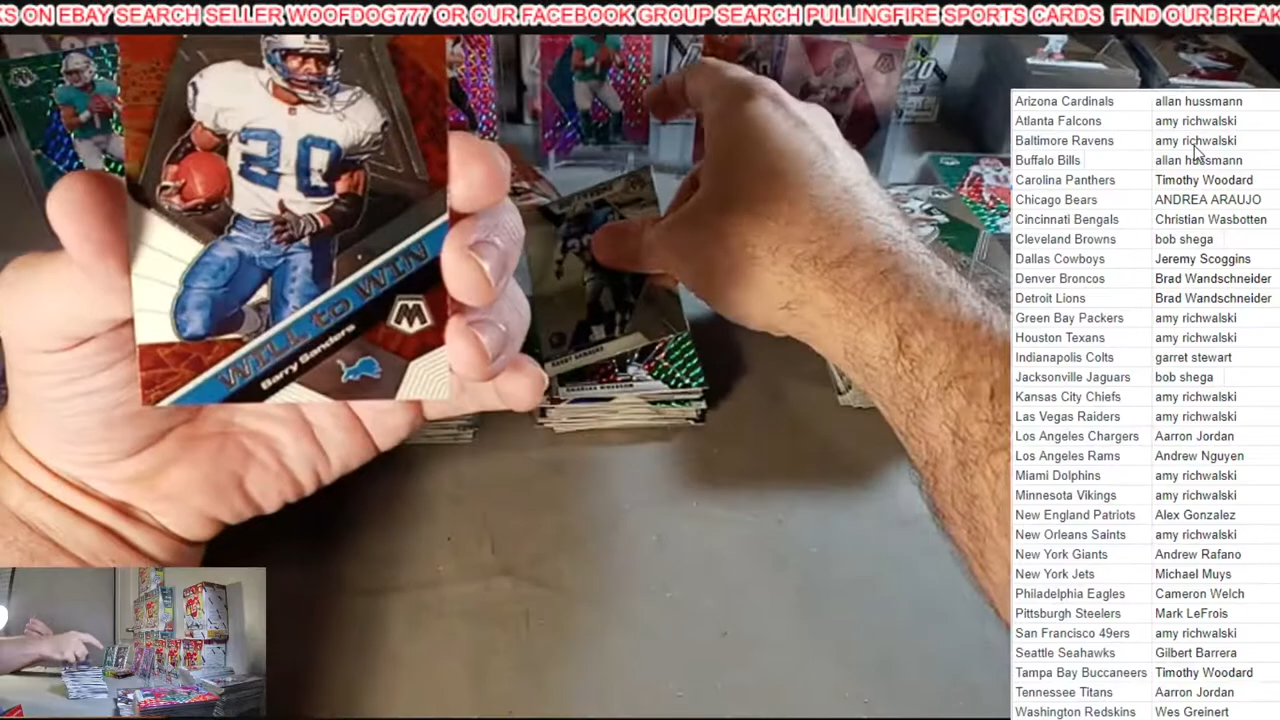 KS ON EBAY SEARCH SELLER WOOFDOG777 OR OUR FACEBOOK GROUP SEARCH PULLINGFIRE SPORTS CARDS FIND OUR BREAK
20
WILL to WIN
Barry Sanders
M
20
BARRY SANDERS
CHARLES WOODSON
Arizona Cardinals allan hussmann
Atlanta Falcons amy richwalski
Baltimore Ravens amy richwalski
Buffalo Bills allan hussmann
Carolina Panthers Timothy Woodard
Chicago Bears ANDREA ARAUJO
Cincinnati Bengals Christian Wasbotten
Cleveland Browns bob shega
Dallas Cowboys Jeremy Scoggins
Denver Broncos Brad Wandschneider
Detroit Lions Brad Wandschneider
Green Bay Packers amy richwalski
Houston Texans amy richwalski
Indianapolis Colts garret stewart
Jacksonville Jaguars bob shega
Kansas City Chiefs amy richwalski
Las Vegas Raiders amy richwalski
Los Angeles Chargers Aarron Jordan
Los Angeles Rams Andrew Nguyen
Miami Dolphins amy richwalski
Minnesota Vikings amy richwalski
New England Patriots Alex Gonzalez
New Orleans Saints amy richwalski
New York Giants Andrew Rafano
New York Jets Michael Muys
Philadelphia Eagles Cameron Welch
Pittsburgh Steelers Mark LeFrois
San Francisco 49ers amy richwalski
Seattle Seahawks Gilbert Barrera
Tampa Bay Buccaneers Timothy Woodard
Tennessee Titans Aarron Jordan
Washington Redskins Wes Greinert